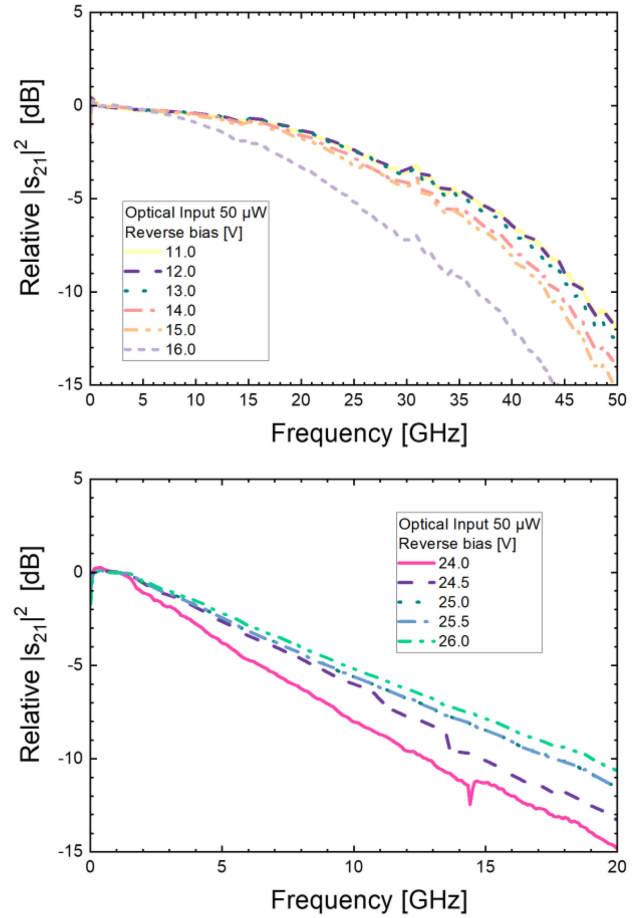 5
0
-5
-10
-15
Relative |s21|² [dB]
Optical Input 50 µW
Reverse bias [V]
11.0
12.0
13.0
14.0
15.0
16.0
0 5 10 15 20 25 30 35 40 45 50
Frequency [GHz]
5
0
-5
-10
-15
Relative |s21|² [dB]
Optical Input 50 µW
Reverse bias [V]
24.0
24.5
25.0
25.5
26.0
0 5 10 15 20
Frequency [GHz]